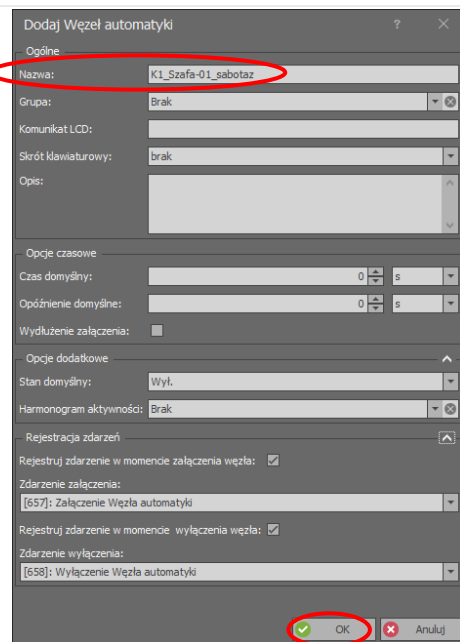 Dodaj Węzeł automatyki ? ×
Ogólne
Nazwa: K1_Szafa-01_sabotaz
Grupa: Brak
Komunikat LCD:
Skrót klawiaturowy: brak
Opis:
Opcje czasowe
Czas domyślny: 0 s
Opóźnienie domyślne: 0 s
Wydłużenie załączenia:
Opcje dodatkowe
Stan domyślny: Wył.
Harmonogram aktywności: Brak
Rejestracja zdarzeń
Rejestruj zdarzenie w momencie załączenia węzła:
Zdarzenie załączenia:
[657]: Załączenie Węzła automatyki
Rejestruj zdarzenie w momencie wyłączenia węzła:
Zdarzenie wyłączenia:
[658]: Wyłączenie Węzła automatyki
OK Anuluj